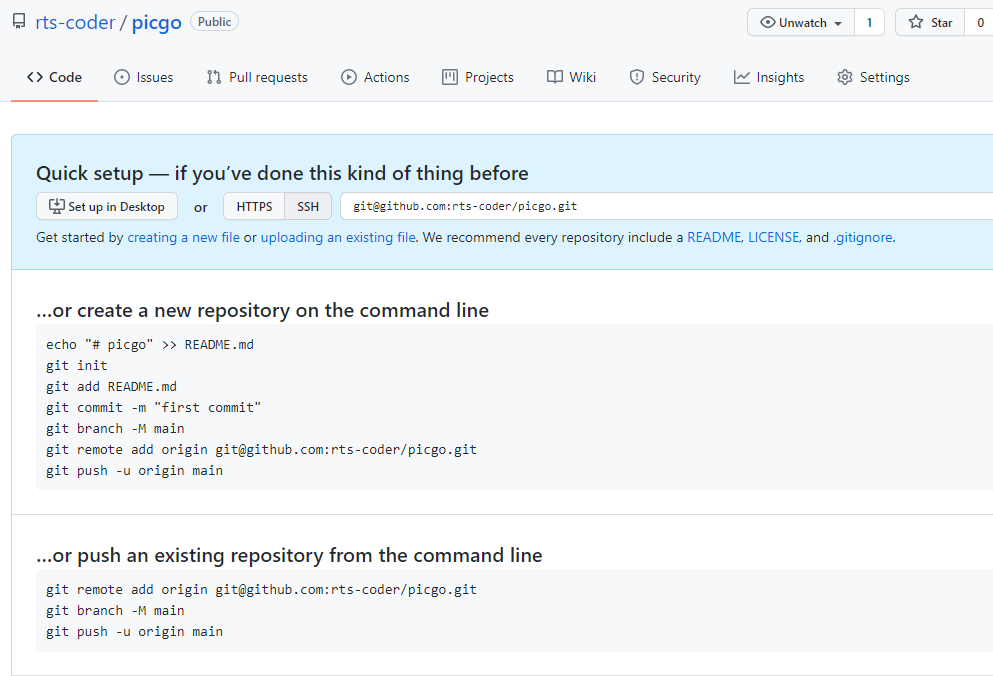 rts-coder / picgo Public Unwatch 1 Star 0
Code Issues Pull requests Actions Projects Wiki Security Insights Settings
Quick setup — if you’ve done this kind of thing before
Set up in Desktop or HTTPS SSH git@github.com:rts-coder/picgo.git
Get started by creating a new file or uploading an existing file. We recommend every repository include a README, LICENSE, and .gitignore.
…or create a new repository on the command line
echo "# picgo" >> README.md
git init
git add README.md
git commit -m "first commit"
git branch -M main
git remote add origin git@github.com:rts-coder/picgo.git
git push -u origin main
…or push an existing repository from the command line
git remote add origin git@github.com:rts-coder/picgo.git
git branch -M main
git push -u origin main